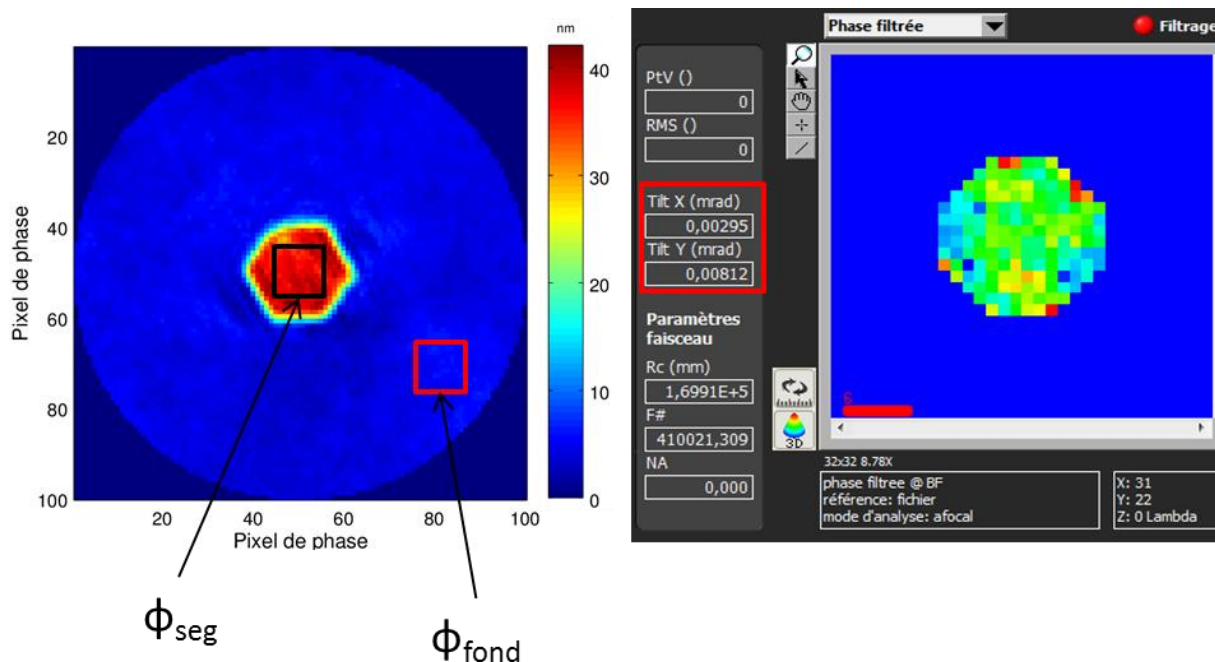 nm
40
30
20
10
0
20
40
60
80
100
Pixel de phase
20
40
60
80
100
Pixel de phase
ϕseg
ϕfond
Phase filtrée
Filtrage
PtV ()
0
RMS ()
0
Tilt X (mrad)
0,00295
Tilt Y (mrad)
0,00812
Paramètres
faisceau
Rc (mm)
1,6991E+5
F#
410021,309
NA
0,000
3D
6
32x32 8.78X
phase filtree @ BF
référence: fichier
mode d'analyse: afocal
X: 31
Y: 22
Z: 0 Lambda